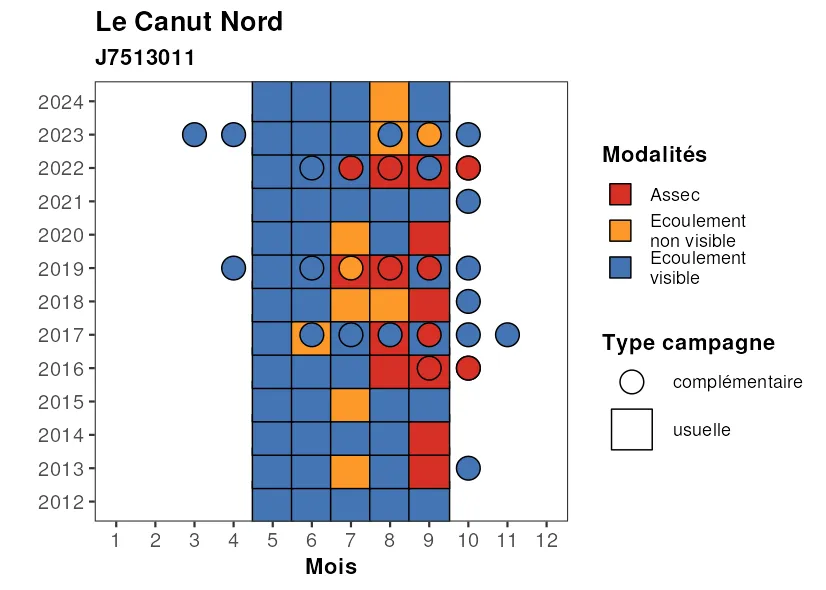 Le Canut Nord
J7513011
2024
2023
2022
2021
2020
2019
2018
2017
2016
2015
2014
2013
2012
1 2 3 4 5 6 7 8 9 10 11 12
Mois
Modalités
Assec
Ecoulement
non visible
Ecoulement
visible
Type campagne
complémentaire
usuelle